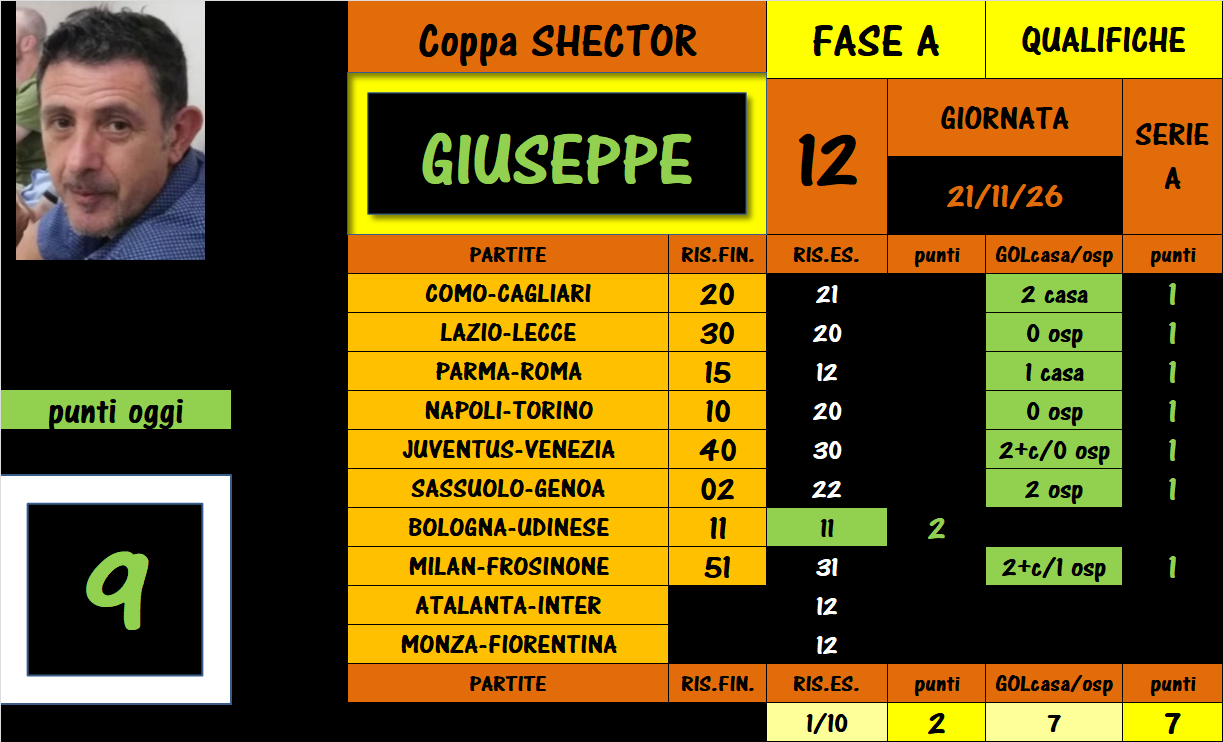 Coppa SHECTOR FASE A QUALIFICHE
GIUSEPPE 12 GIORNATA SERIE
21/11/26 A
PARTITE RIS.FIN. RIS.ES. punti GOLcasa/osp punti
COMO-CAGLIARI 20 21 2 casa 1
LAZIO-LECCE 30 20 0 osp 1
PARMA-ROMA 15 12 1 casa 1
punti oggi
NAPOLI-TORINO 10 20 0 osp 1
JUVENTUS-VENEZIA 40 30 2+c/0 osp 1
SASSUOLO-GENOA 02 22 2 osp 1
BOLOGNA-UDINESE 11 11 2
MILAN-FROSINONE 51 31 2+c/1 osp 1
9
ATALANTA-INTER 12
MONZA-FIORENTINA 12
PARTITE RIS.FIN. RIS.ES. punti GOLcasa/osp punti
1/10 2 7 7